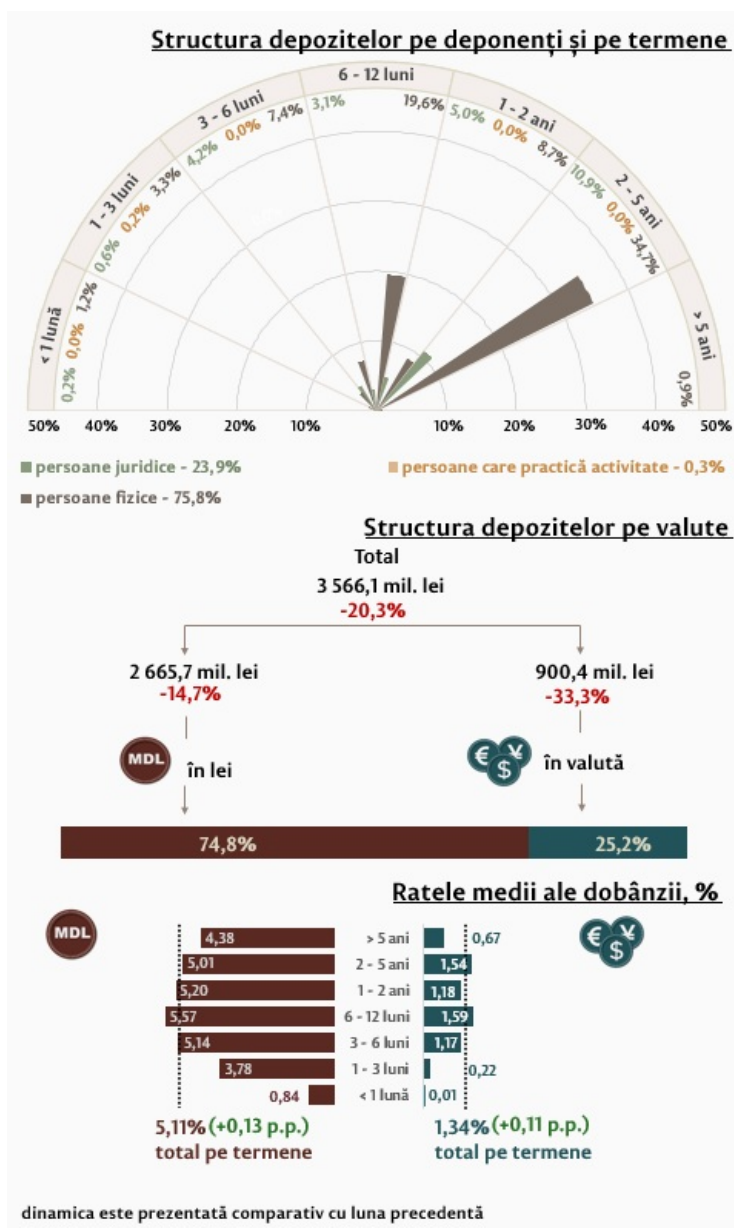 Structura depozitelor pe deponenți și pe termene
< 1 lună
0,2% 0,0% 1,2%
1 - 3 luni
0,6% 0,2% 3,3%
3 - 6 luni
4,2% 0,0% 7,4%
6 - 12 luni
3,1% 19,6%
1 - 2 ani
5,0% 0,0% 8,7%
2 - 5 ani
10,9% 0,0% 34,7%
> 5 ani
0,9%
50% 40% 30% 20% 10% 10% 20% 30% 40% 50%
persoane juridice - 23,9%
persoane care practică activitate - 0,3%
persoane fizice - 75,8%
Structura depozitelor pe valute
Total
3 566,1 mil. lei
-20,3%
2 665,7 mil. lei 900,4 mil. lei
-14,7% -33,3%
MDL în lei € ¥ $ în valută
74,8% 25,2%
Ratele medii ale dobânzii, %
MDL € ¥ $
4,38 > 5 ani 0,67
5,01 2 - 5 ani 1,54
5,20 1 - 2 ani 1,18
5,57 6 - 12 luni 1,59
5,14 3 - 6 luni 1,17
3,78 1 - 3 luni 0,22
0,84 < 1 lună 0,01
5,11% (+0,13 p.p.) 1,34% (+0,11 p.p.)
total pe termene total pe termene
dinamica este prezentată comparativ cu luna precedentă